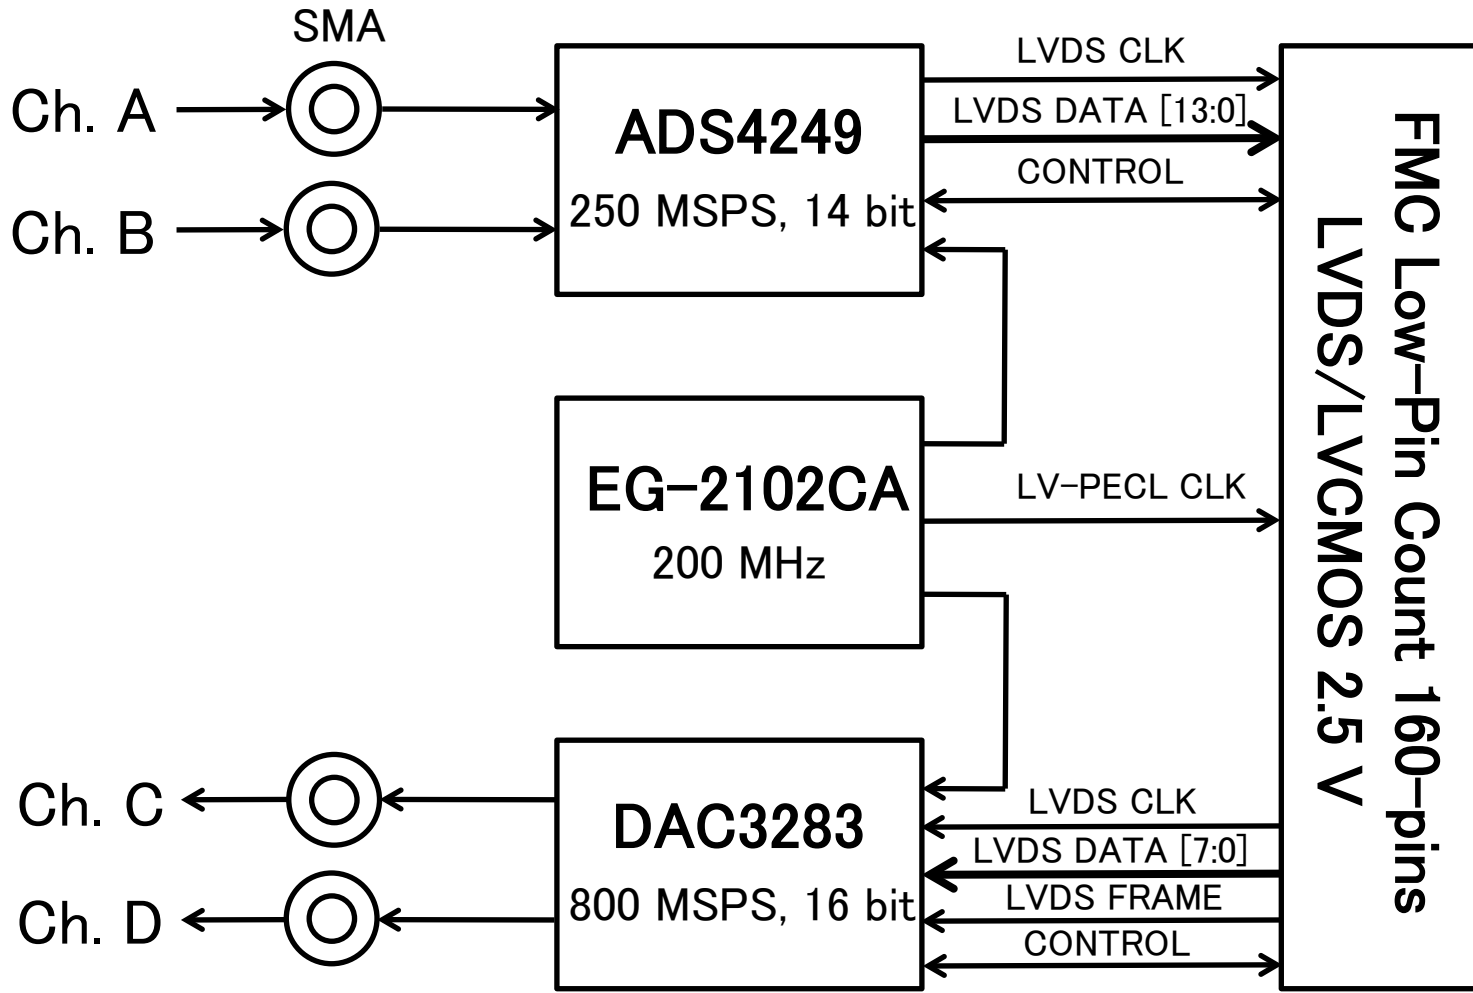 SMA
Ch. A
Ch. B
ADS4249
250 MSPS, 14 bit
LVDS CLK
LVDS DATA [13:0]
CONTROL
EG-2102CA
200 MHz
LV-PECL CLK
Ch. C
Ch. D
DAC3283
800 MSPS, 16 bit
LVDS CLK
LVDS DATA [7:0]
LVDS FRAME
CONTROL
FMC Low-Pin Count 160-pins
LVDS/LVCMOS 2.5 V